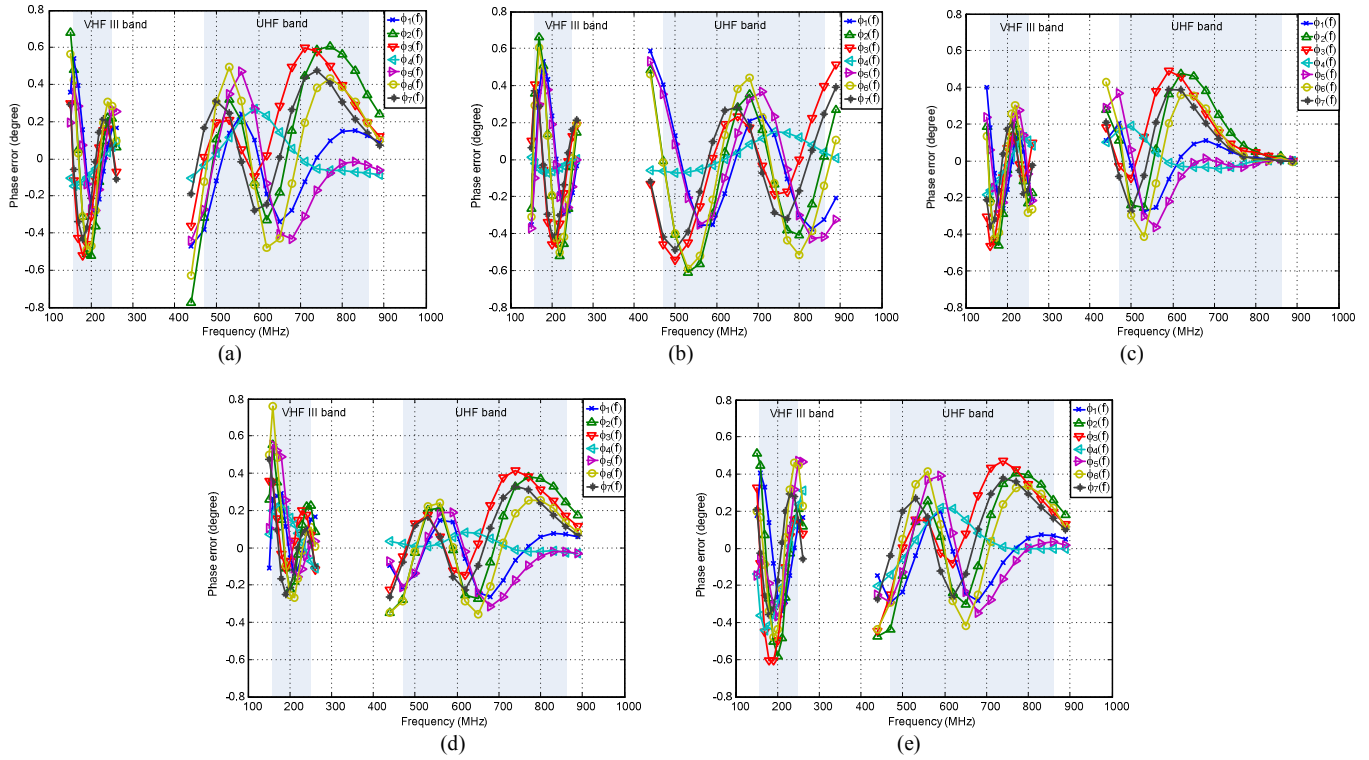 0.8
0.6
0.4
0.2
0
-0.2
-0.4
-0.6
0.8
Phase error (degree)
VHF III band
UHF band
ϕ1(f)
ϕ2(f)
ϕ3(f)
ϕ4(f)
ϕ5(f)
ϕ6(f)
ϕ7(f)
100 200 300 400 500 600 700 800 900 1000
Frequency (MHz)
(a)
0.8
0.6
0.4
0.2
0
-0.2
-0.4
-0.6
-0.8
Phase error (degree)
VHF III band
UHF band
ϕ1(f)
ϕ2(f)
ϕ3(f)
ϕ4(f)
ϕ5(f)
ϕ6(f)
ϕ7(f)
100 200 300 400 500 600 700 800 900 1000
Frequency (MHz)
(b)
0.8
0.6
0.4
0.2
0
-0.2
-0.4
-0.6
-0.8
Phase error (degree)
VHF III band
UHF band
ϕ1(f)
ϕ2(f)
ϕ3(f)
ϕ4(f)
ϕ5(f)
ϕ6(f)
ϕ7(f)
100 200 300 400 500 600 700 800 900 1000
Frequency (MHz)
(c)
0.8
0.6
0.4
0.2
0
-0.2
-0.4
-0.6
-0.8
Phase error (degree)
VHF III band
UHF band
ϕ1(f)
ϕ2(f)
ϕ3(f)
ϕ4(f)
ϕ5(f)
ϕ6(f)
ϕ7(f)
100 200 300 400 500 600 700 800 900 1000
Frequency (MHz)
(d)
0.8
0.6
0.4
0.2
0
-0.2
-0.4
-0.6
-0.8
Phase error (degree)
VHF III band
UHF band
ϕ1(f)
ϕ2(f)
ϕ3(f)
ϕ4(f)
ϕ5(f)
ϕ6(f)
ϕ7(f)
100 200 300 400 500 600 700 800 900 1000
Frequency (MHz)
(e)